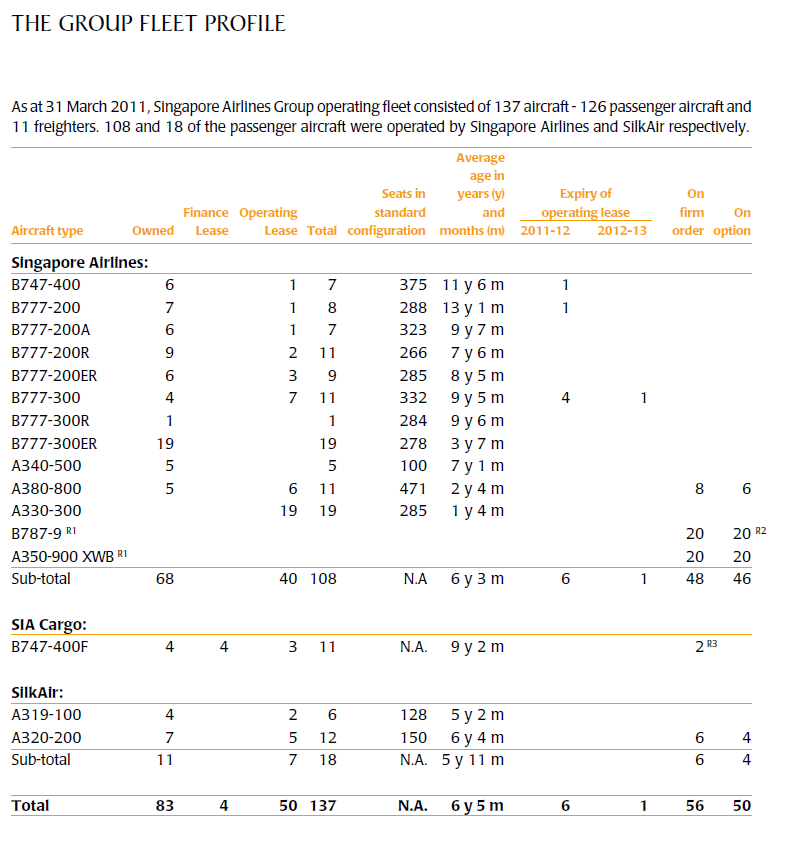 THE GROUP FLEET PROFILE
As at 31 March 2011, Singapore Airlines Group operating fleet consisted of 137 aircraft - 126 passenger aircraft and
11 freighters. 108 and 18 of the passenger aircraft were operated by Singapore Airlines and SilkAir respectively.
Average
age in
Seats in years (y) Expiry of On
Finance Operating standard and operating lease firm On
Aircraft type Owned Lease Lease Total configuration months (m) 2011-12 2012-13 order option
Singapore Airlines:
B747-400 6 1 7 375 11 y 6 m 1
B777-200 7 1 8 288 13 y 1 m 1
B777-200A 6 1 7 323 9 y 7 m
B777-200R 9 2 11 266 7 y 6 m
B777-200ER 6 3 9 285 8 y 5 m
B777-300 4 7 11 332 9 y 5 m 4 1
B777-300R 1 1 284 9 y 6 m
B777-300ER 19 19 278 3 y 7 m
A340-500 5 5 100 7 y 1 m
A380-800 5 6 11 471 2 y 4 m 8 6
A330-300 19 19 285 1 y 4 m
B787-9 R1 20 20 R2
A350-900 XWB R1 20 20
Sub-total 68 40 108 N.A 6 y 3 m 6 1 48 46
SIA Cargo:
B747-400F 4 4 3 11 N.A. 9 y 2 m 2 R3
SilkAir:
A319-100 4 2 6 128 5 y 2 m
A320-200 7 5 12 150 6 y 4 m 6 4
Sub-total 11 7 18 N.A. 5 y 11 m 6 4
Total 83 4 50 137 N.A. 6 y 5 m 6 1 56 50